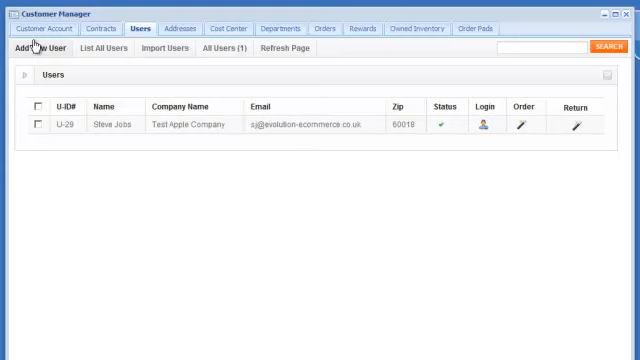 Customer Manager
Customer Account Contracts Users Addresses Cost Center Departments Orders Rewards Owned Inventory Order Pads
Add New User List All Users Import Users All Users (1) Refresh Page SEARCH
Users
U-ID# Name Company Name Email Zip Status Login Order Return
U-29 Steve Jobs Test Apple Company sj@evolution-ecommerce.co.uk 60018